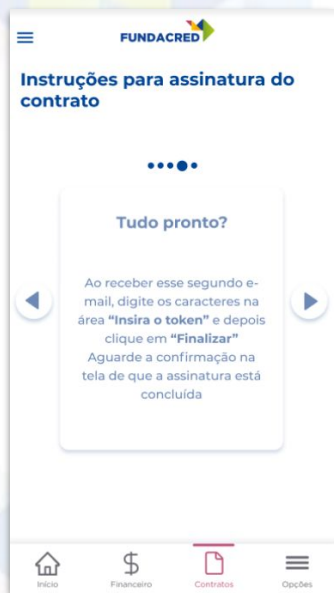 FUNDACRED
Instruções para assinatura do
contrato
Tudo pronto?
Ao receber esse segundo e-
mail, digite os caracteres na
área “Insira o token” e depois
clique em “Finalizar”
Aguarde a confirmação na
tela de que a assinatura está
concluída
Início
Financeiro
Contratos
Opções